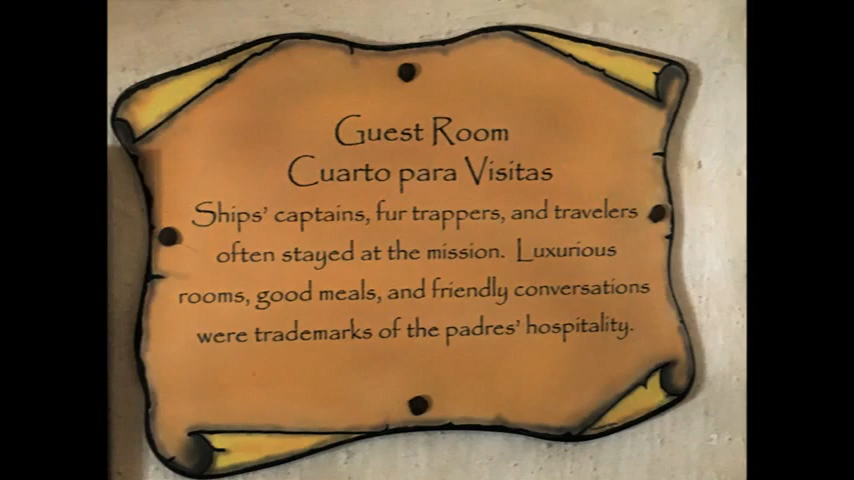 Guest Room
Cuarto para Visitas
Ships' captains, fur trappers, and travelers
often stayed at the mission. Luxurious
rooms, good meals, and friendly conversations
were trademarks of the padres' hospitality.